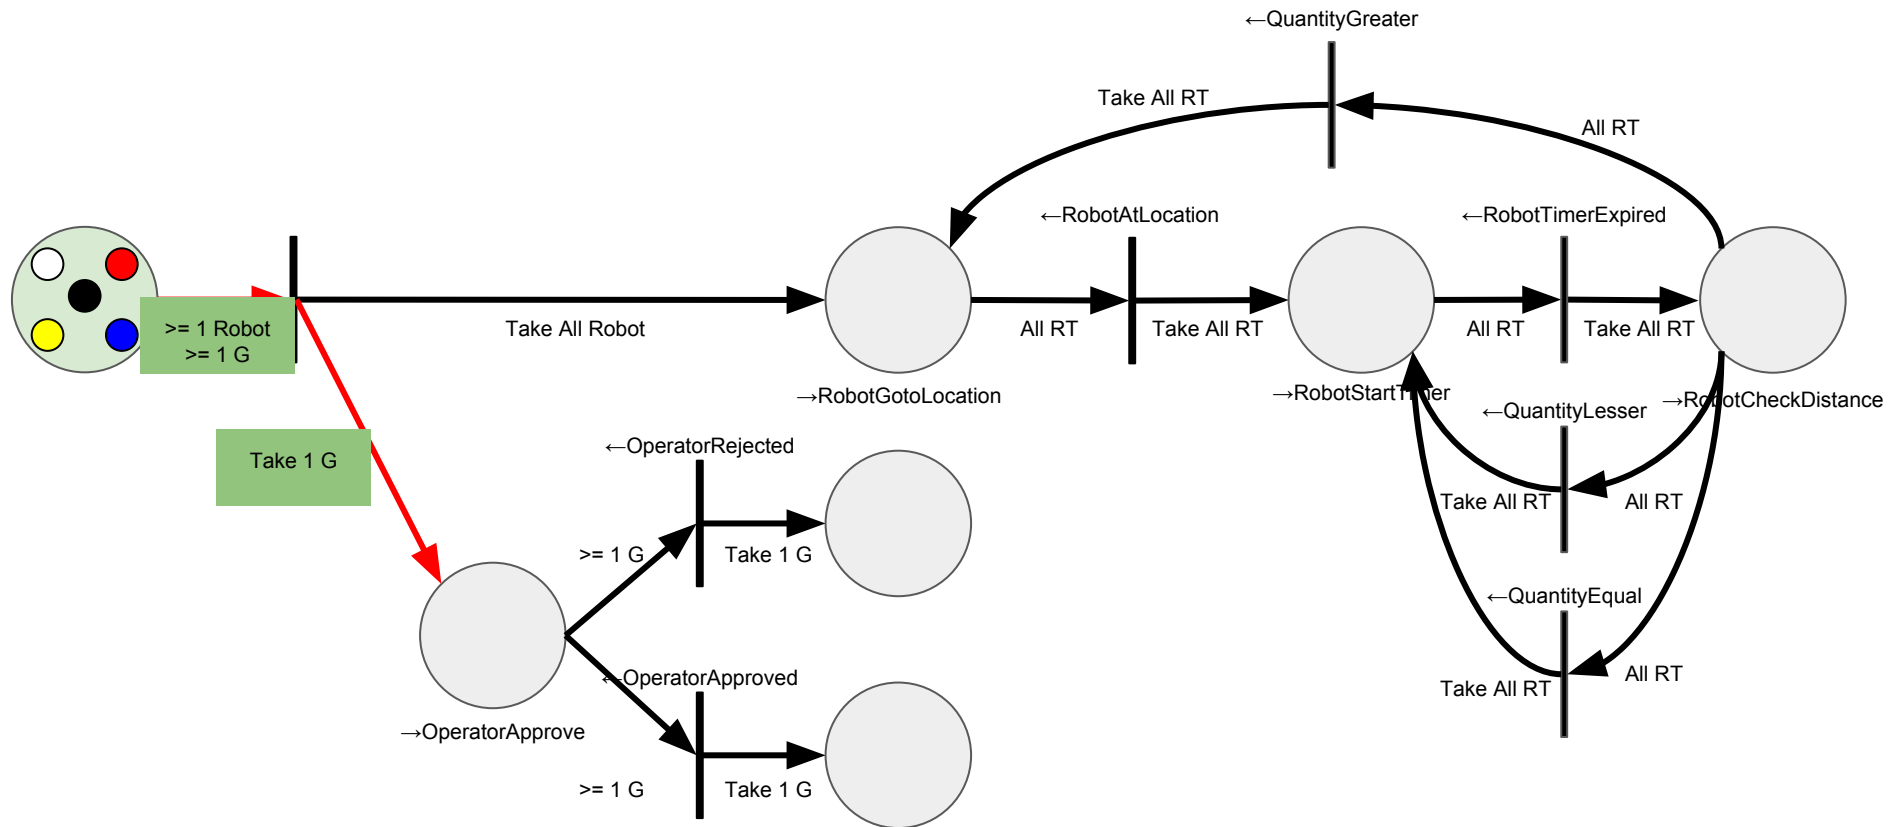 ←QuantityGreater
Take All RT
All RT
←RobotAtLocation
←RobotTimerExpired
>= 1 Robot
>= 1 G
Take All Robot
All RT
Take All RT
All RT
Take All RT
→RobotGotoLocation
→RobotStartTimer
→RobotCheckDistance
←QuantityLesser
←OperatorRejected
Take 1 G
Take All RT
All RT
>= 1 G
Take 1 G
←QuantityEqual
←OperatorApproved
Take All RT
All RT
→OperatorApprove
>= 1 G
Take 1 G